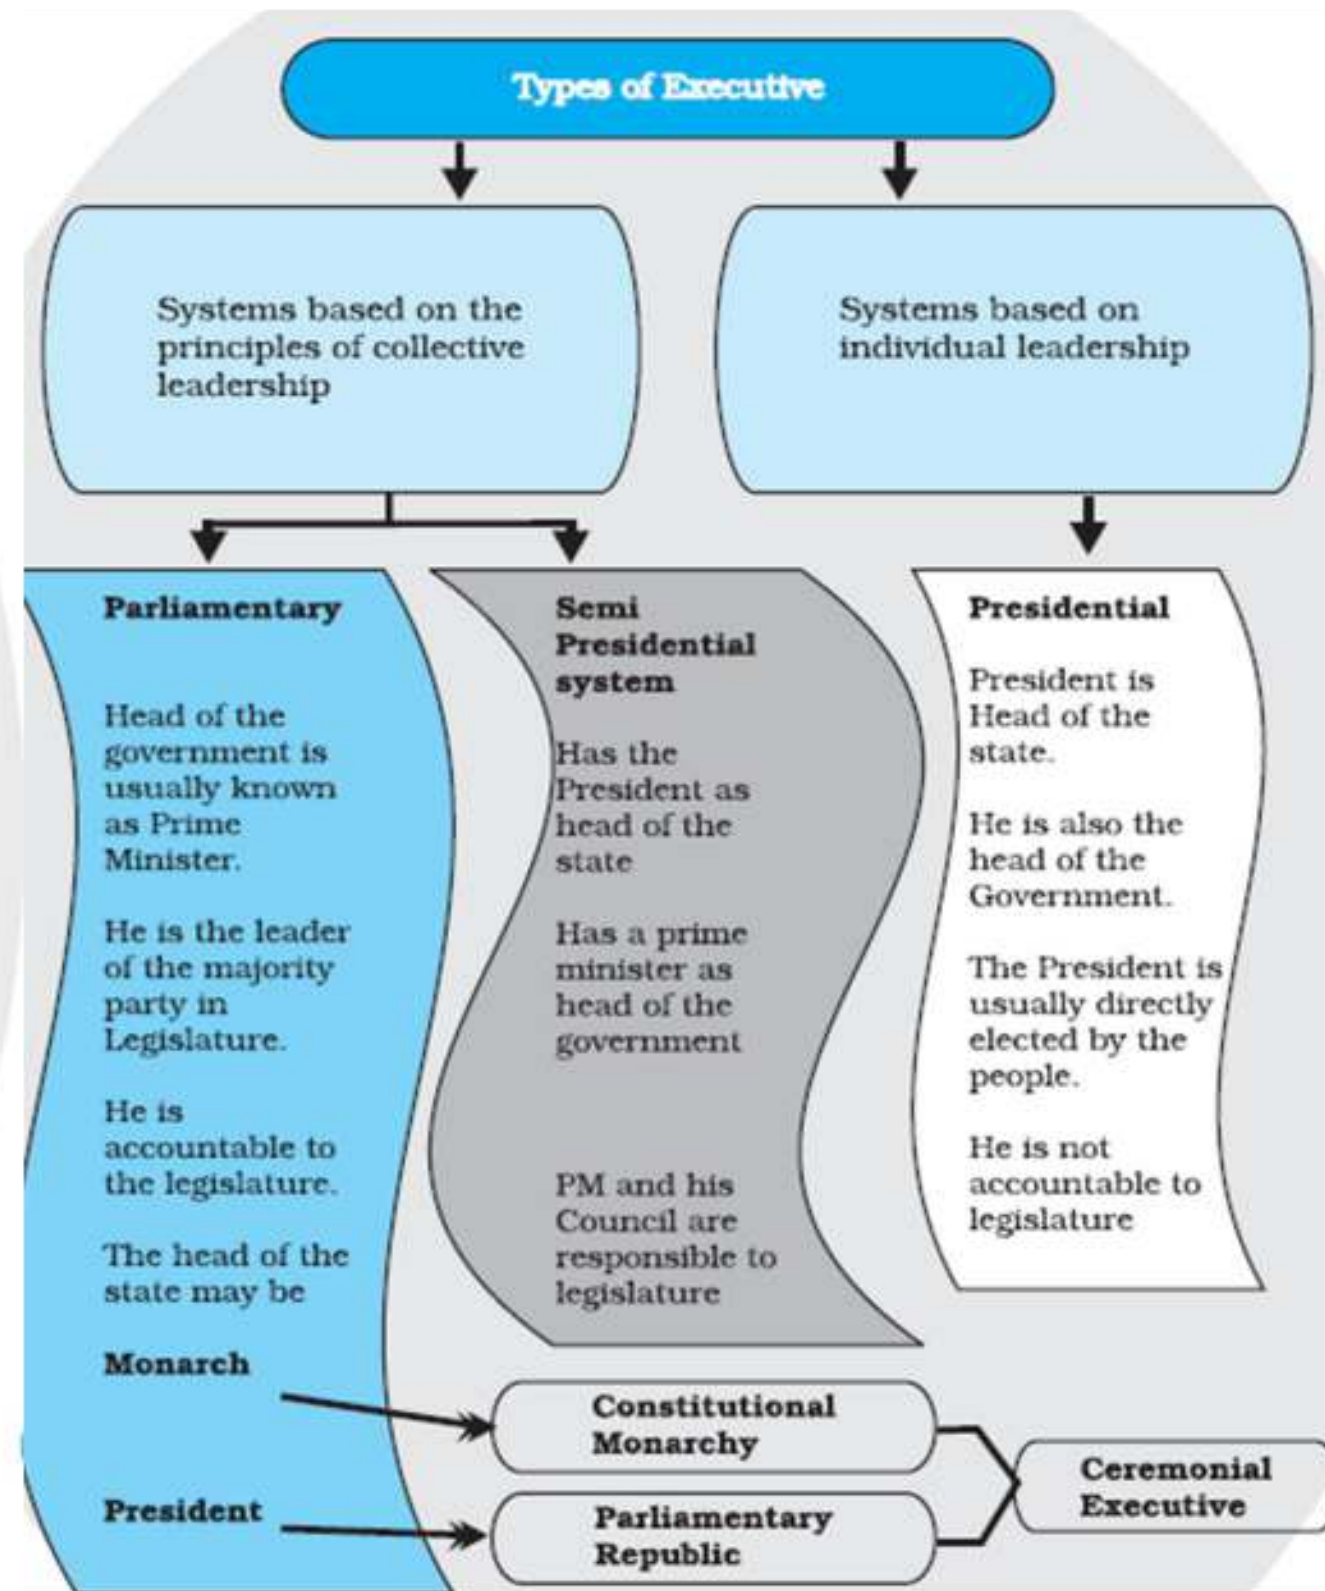 Types of Executive
Systems based on the
principles of collective
leadership
Systems based on
individual leadership
Parliamentary
Head of the
government is
usually known
as Prime
Minister.
He is the leader
of the majority
party in
Legislature.
He is
accountable to
the legislature.
The head of the
state may be
Monarch
President
Semi
Presidential
system
Has the
President as
head of the
state
Has a prime
minister as
head of the
government
PM and his
Council are
responsible to
legislature
Presidential
President is
Head of the
state.
He is also the
head of the
Government.
The President is
usually directly
elected by the
people.
He is not
accountable to
legislature
Constitutional
Monarchy
Parliamentary
Republic
Ceremonial
Executive